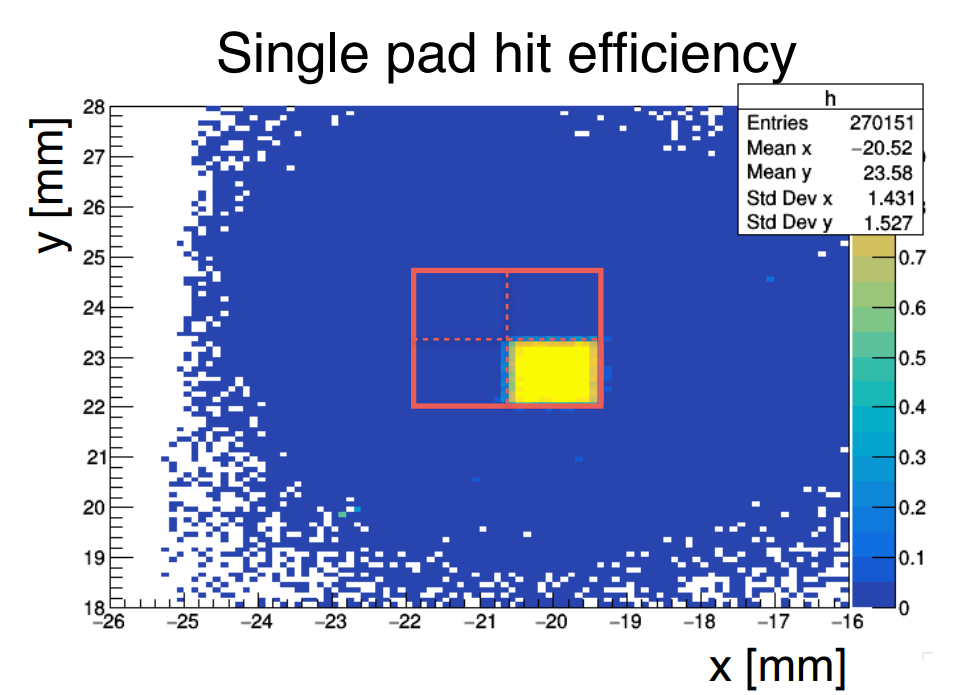 Single pad hit efficiency
h
Entries 270151
Mean x −20.52
Mean y 23.58
Std Dev x 1.431
Std Dev y 1.527
y [mm]
28
27
26
25
24
23
22
21
20
19
18
0.7
0.6
0.5
0.4
0.3
0.2
0.1
0
−26 −25 −24 −23 −22 −21 −20 −19 −18 −17 −16
x [mm]